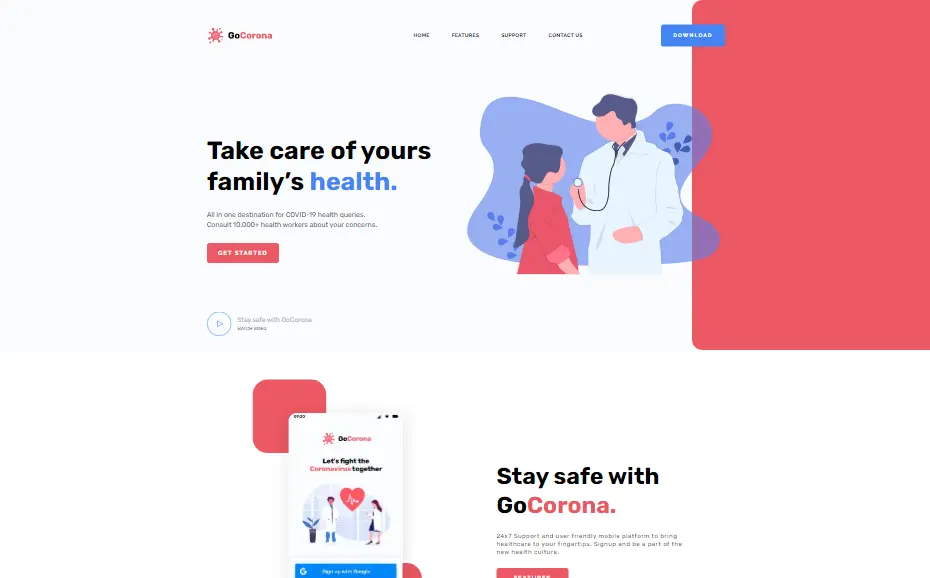 GoCorona
HOME FEATURES SUPPORT CONTACT US
DOWNLOAD
Take care of yours
family’s health.
All in one destination for COVID-19 health queries.
Consult 10,000+ health workers about your concerns.
GET STARTED
Stay safe with GoCorona
WATCH VIDEO
09:20
GoCorona
Let's fight the
Coronavirus together
Sign up with Google
Stay safe with
GoCorona.
24x7 Support and user friendly mobile platform to bring
healthcare to your fingertips. Signup and be a part of the
new health culture.
FEATURES